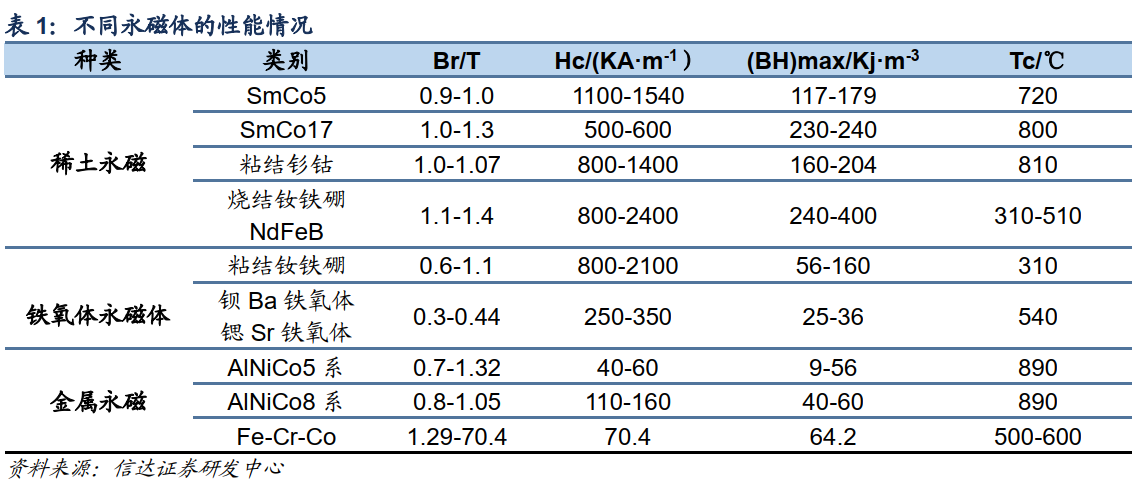 表 1：不同永磁体的性能情况
种类 类别 Br/T Hc/(KA·m-1） (BH)max/Kj·m-3 Tc/℃
SmCo5 0.9-1.0 1100-1540 117-179 720
SmCo17 1.0-1.3 500-600 230-240 800
稀土永磁 粘结钐钴 1.0-1.07 800-1400 160-204 810
烧结钕铁硼
NdFeB 1.1-1.4 800-2400 240-400 310-510
粘结钕铁硼 0.6-1.1 800-2100 56-160 310
铁氧体永磁体 钡 Ba 铁氧体
锶 Sr 铁氧体 0.3-0.44 250-350 25-36 540
AlNiCo5 系 0.7-1.32 40-60 9-56 890
金属永磁 AlNiCo8 系 0.8-1.05 110-160 40-60 890
Fe-Cr-Co 1.29-70.4 70.4 64.2 500-600
资料来源：信达证券研发中心